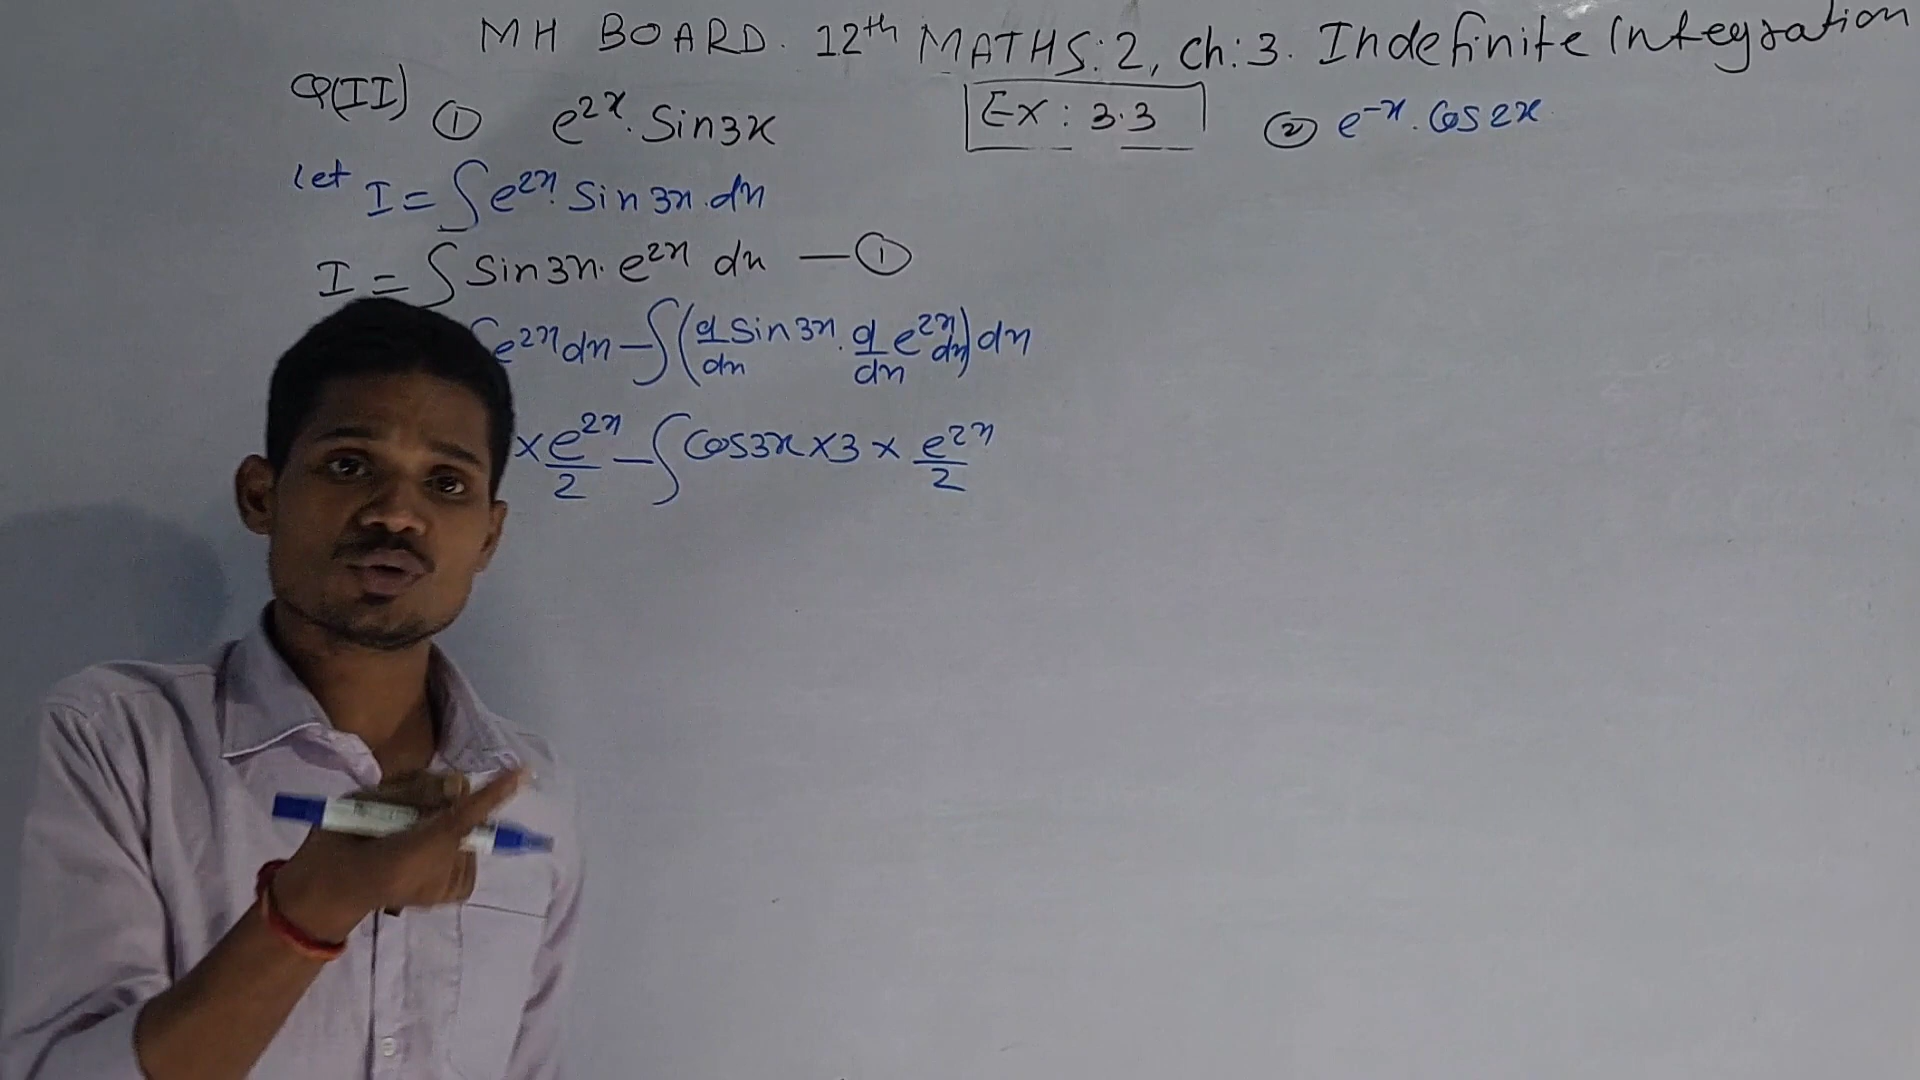 MH BOARD. 12th MATHS:2, Ch:3. Indefinite Integration
Q(II) ① e^2x. Sin3x Ex: 3.3 ② e^-x. Cos2x
let I = ∫e^2x. Sin3x.dx
I = ∫Sin3x. e^2x dx — ①
∫e^2x dx - ∫(d/dx Sin3x. d/dx e^2x dx) dx
× e^2x/2 - ∫Cos3x × 3 × e^2x/2